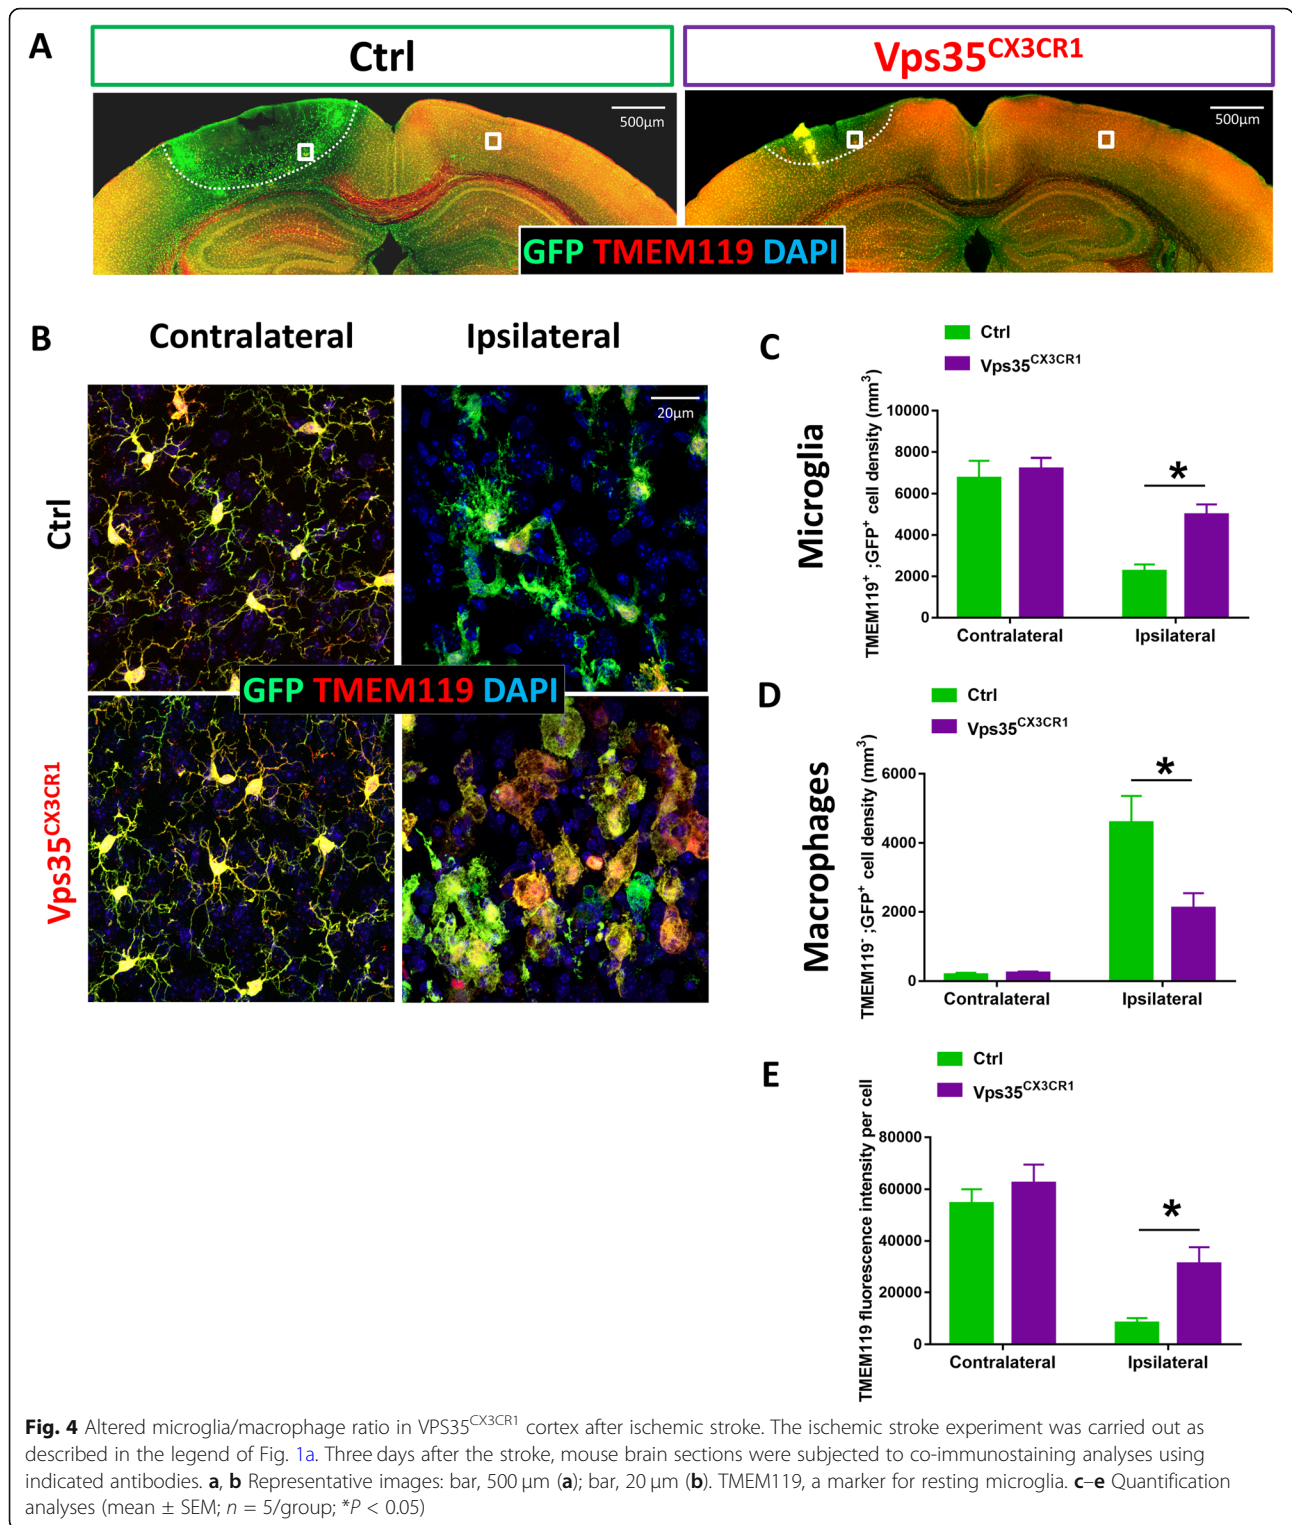 A
Ctrl
Vps35CX3CR1
500µm
500µm
GFP TMEM119 DAPI
B
Contralateral
Ipsilateral
Ctrl
Vps35CX3CR1
20µm
GFP TMEM119 DAPI
C
Ctrl
Vps35CX3CR1
Microglia
TMEM119+ ;GFP+ cell density (mm3)
10000
8000
6000
4000
2000
0
*
Contralateral
Ipsilateral
D
Ctrl
Vps35CX3CR1
Macrophages
TMEM119- ;GFP+ cell density (mm3)
6000
4000
2000
0
*
Contralateral
Ipsilateral
E
Ctrl
Vps35CX3CR1
TMEM119 fluorescence intensity per cell
80000
60000
40000
20000
0
*
Contralateral
Ipsilateral
Fig. 4 Altered microglia/macrophage ratio in VPS35CX3CR1 cortex after ischemic stroke. The ischemic stroke experiment was carried out as
described in the legend of Fig. 1a. Three days after the stroke, mouse brain sections were subjected to co-immunostaining analyses using
indicated antibodies. a, b Representative images: bar, 500 µm (a); bar, 20 µm (b). TMEM119, a marker for resting microglia. c–e Quantification
analyses (mean ± SEM; n = 5/group; *P < 0.05)